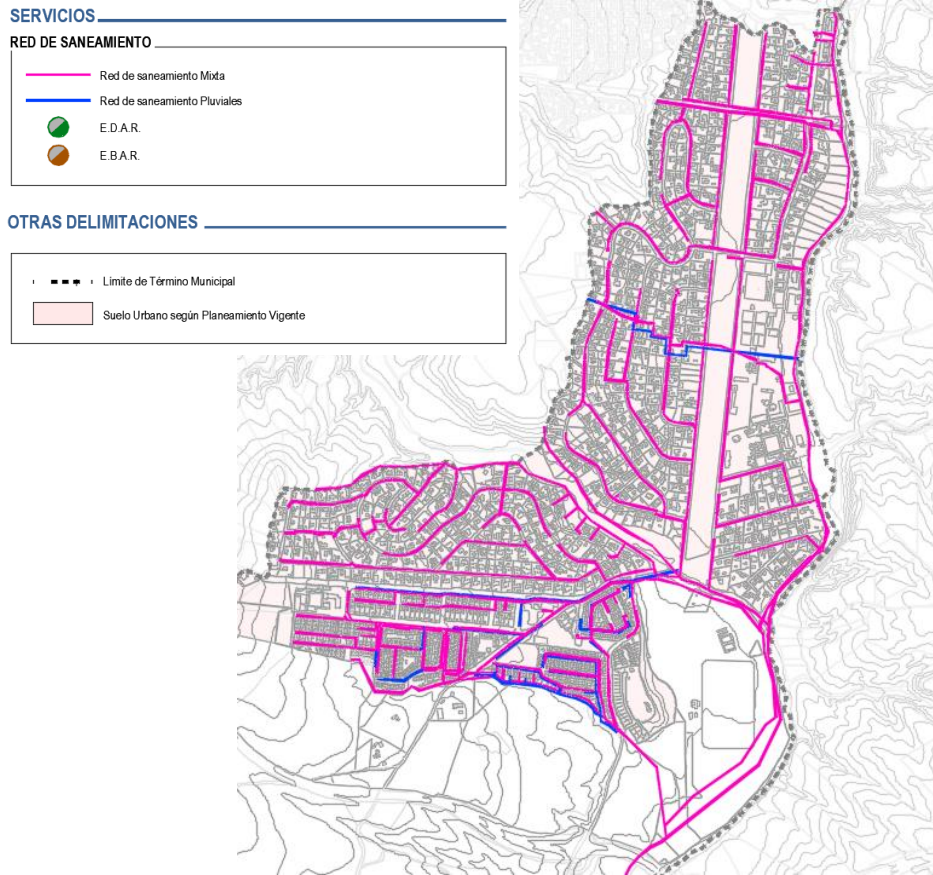 SERVICIOS
RED DE SANEAMIENTO
Red de saneamiento Mixta
Red de saneamiento Pluviales
E.D.A.R.
E.B.A.R.
OTRAS DELIMITACIONES
Límite de Término Municipal
Suelo Urbano según Planeamiento Vigente